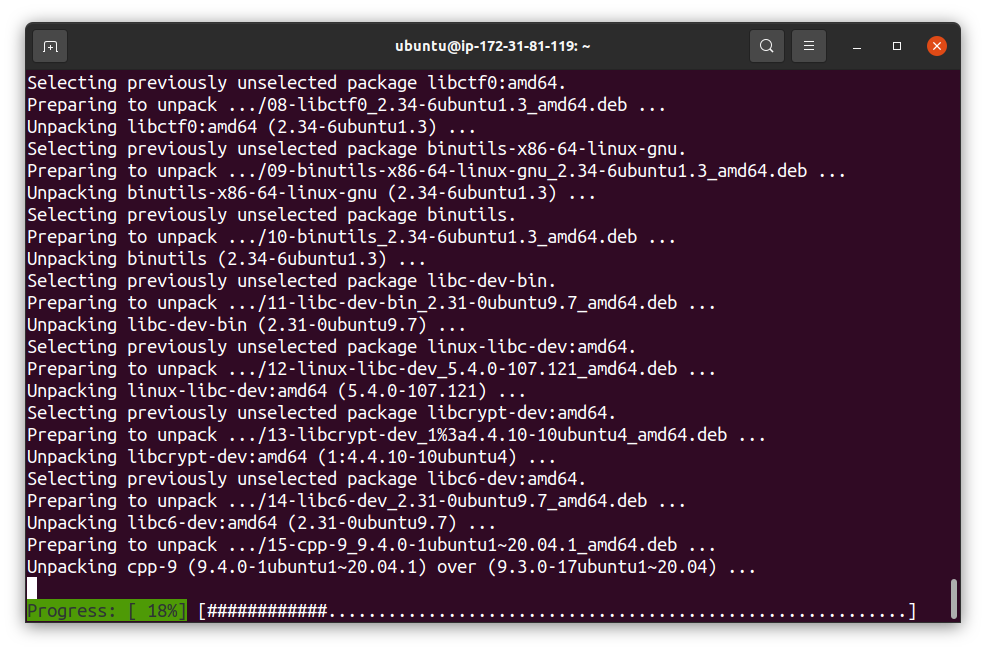 ubuntu@ip-172-31-81-119: ~
Selecting previously unselected package libctf0:amd64.
Preparing to unpack .../08-libctf0_2.34-6ubuntu1.3_amd64.deb ...
Unpacking libctf0:amd64 (2.34-6ubuntu1.3) ...
Selecting previously unselected package binutils-x86-64-linux-gnu.
Preparing to unpack .../09-binutils-x86-64-linux-gnu_2.34-6ubuntu1.3_amd64.deb ...
Unpacking binutils-x86-64-linux-gnu (2.34-6ubuntu1.3) ...
Selecting previously unselected package binutils.
Preparing to unpack .../10-binutils_2.34-6ubuntu1.3_amd64.deb ...
Unpacking binutils (2.34-6ubuntu1.3) ...
Selecting previously unselected package libc-dev-bin.
Preparing to unpack .../11-libc-dev-bin_2.31-0ubuntu9.7_amd64.deb ...
Unpacking libc-dev-bin (2.31-0ubuntu9.7) ...
Selecting previously unselected package linux-libc-dev:amd64.
Preparing to unpack .../12-linux-libc-dev_5.4.0-107.121_amd64.deb ...
Unpacking linux-libc-dev:amd64 (5.4.0-107.121) ...
Selecting previously unselected package libcrypt-dev:amd64.
Preparing to unpack .../13-libcrypt-dev_1%3a4.4.10-10ubuntu4_amd64.deb ...
Unpacking libcrypt-dev:amd64 (1:4.4.10-10ubuntu4) ...
Selecting previously unselected package libc6-dev:amd64.
Preparing to unpack .../14-libc6-dev_2.31-0ubuntu9.7_amd64.deb ...
Unpacking libc6-dev:amd64 (2.31-0ubuntu9.7) ...
Preparing to unpack .../15-cpp-9_9.4.0-1ubuntu1~20.04.1_amd64.deb ...
Unpacking cpp-9 (9.4.0-1ubuntu1~20.04.1) over (9.3.0-17ubuntu1~20.04) ...
Progress: [ 18%] [############..........................................................]